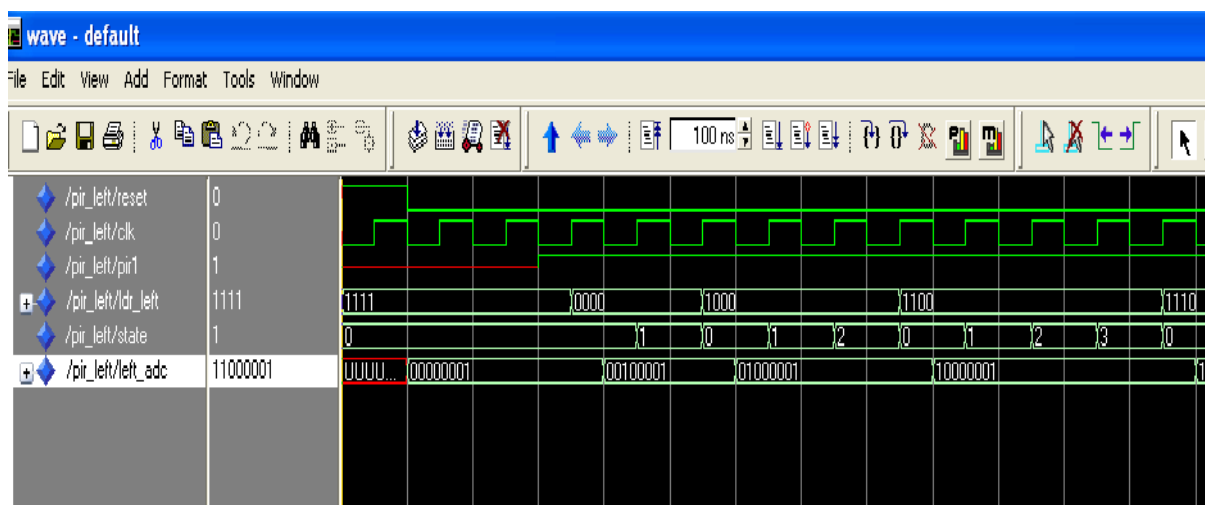 wave - default
File Edit View Add Format Tools Window
100 ns
/pir_left/reset 0
/pir_left/clk 0
/pir_left/pir1 1
/pir_left/ldr_left 1111 1111 0000 1000 1100 1110
/pir_left/state 1 0 1 0 1 2 0 1 2 3 0
/pir_left/left_adc 11000001 UUUU... 00000001 00100001 01000001 10000001 1